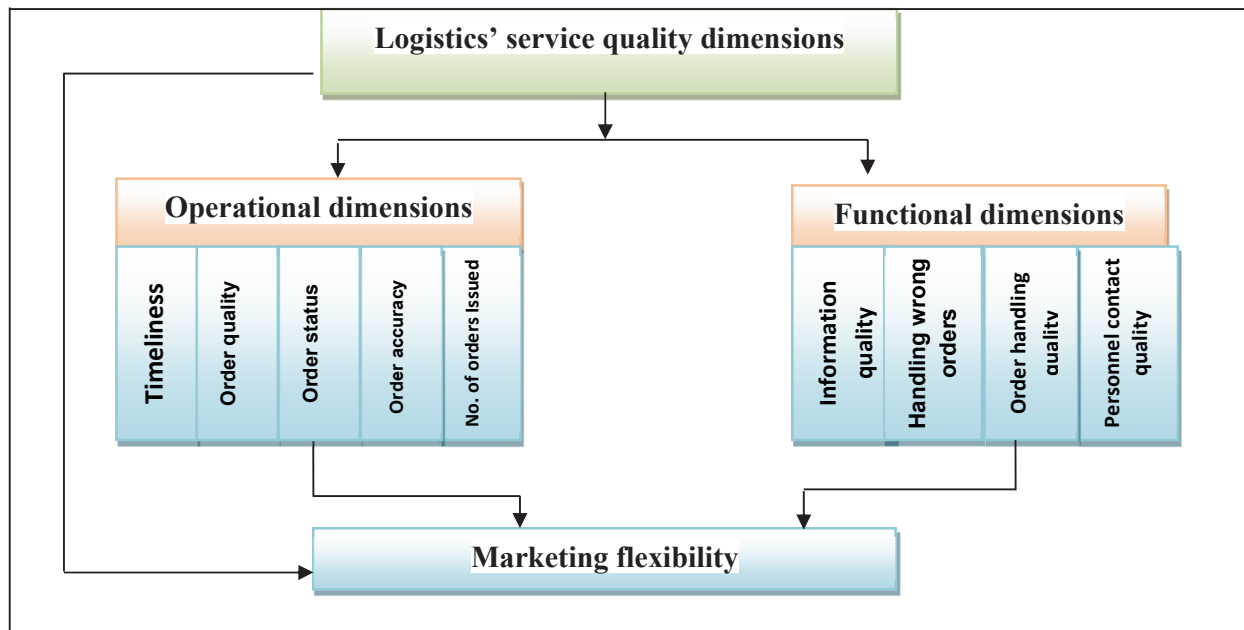 Logistics’ service quality dimensions
Operational dimensions
Functional dimensions
Timeliness
Order quality
Order status
Order accuracy
No. of orders Issued
Information
quality
Handling wrong
orders
Order handling
quality
Personnel contact
quality
Marketing flexibility